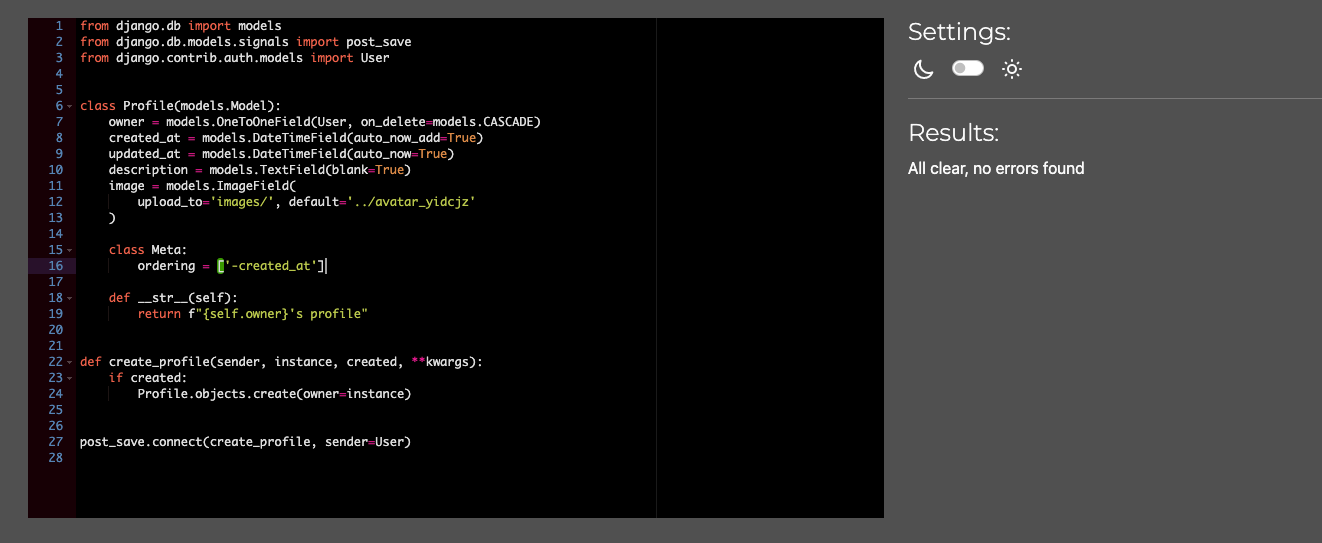 1 from django.db import models
2 from django.db.models.signals import post_save
3 from django.contrib.auth.models import User
4
5
6 class Profile(models.Model):
7     owner = models.OneToOneField(User, on_delete=models.CASCADE)
8     created_at = models.DateTimeField(auto_now_add=True)
9     updated_at = models.DateTimeField(auto_now=True)
10     description = models.TextField(blank=True)
11     image = models.ImageField(
12         upload_to='images/', default='../avatar_yidcjz'
13     )
14
15     class Meta:
16         ordering = ['-created_at']
17
18     def __str__(self):
19         return f"{self.owner}'s profile"
20
21
22 def create_profile(sender, instance, created, **kwargs):
23     if created:
24         Profile.objects.create(owner=instance)
25
26
27 post_save.connect(create_profile, sender=User)
28
Settings:
Results:
All clear, no errors found